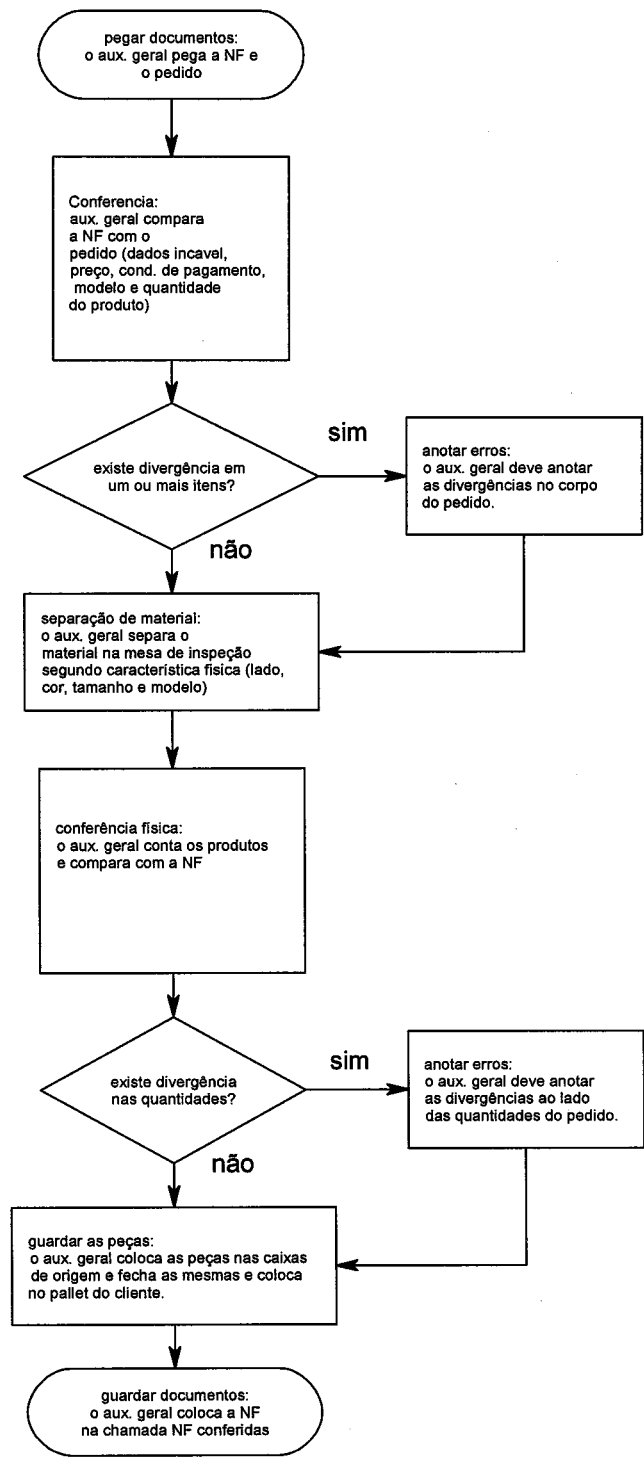 pegar documentos:
o aux. geral pega a NF e
o pedido
Conferencia:
aux. geral compara
a NF com o
pedido (dados incavel,
preço, cond. de pagamento,
modelo e quantidade
do produto)
existe divergência em
um ou mais itens?
sim
anotar erros:
o aux. geral deve anotar
as divergências no corpo
do pedido.
não
separação de material:
o aux. geral separa o
material na mesa de inspeção
segundo característica física (lado,
cor, tamanho e modelo)
conferência física:
o aux. geral conta os produtos
e compara com a NF
existe divergência
nas quantidades?
sim
anotar erros:
o aux. geral deve anotar
as divergências ao lado
das quantidades do pedido.
não
guardar as peças:
o aux. geral coloca as peças nas caixas
de origem e fecha as mesmas e coloca
no pallet do cliente.
guardar documentos:
o aux. geral coloca a NF
na chamada NF conferidas